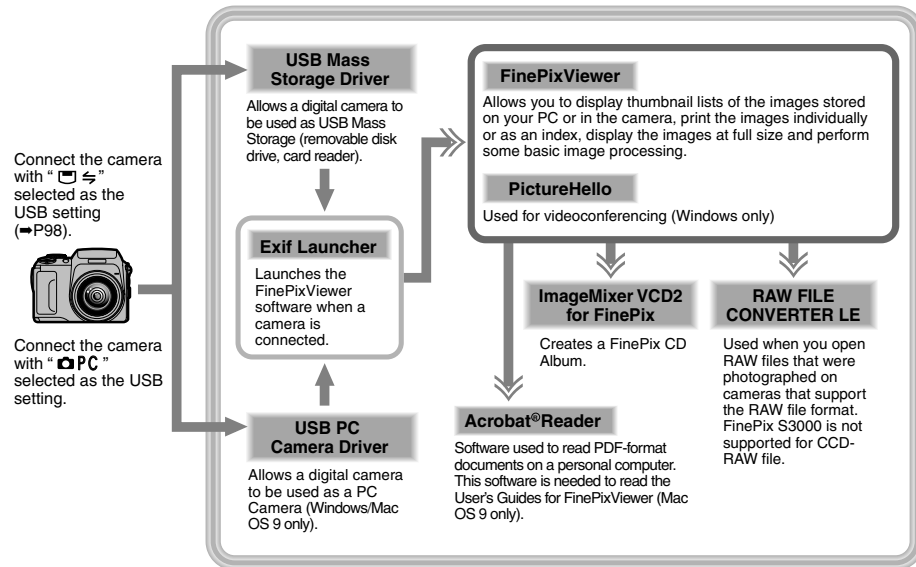 Connect the camera
with “ ”
selected as the
USB setting
(➡P98).
Connect the camera
with “ PC ”
selected as the USB
setting.
USB Mass
Storage Driver
Allows a digital camera to
be used as USB Mass
Storage (removable disk
drive, card reader).
Exif Launcher
Launches the
FinePixViewer
software when a
camera is
connected.
USB PC
Camera Driver
Allows a digital camera
to be used as a PC
Camera (Windows/Mac
OS 9 only).
FinePixViewer
Allows you to display thumbnail lists of the images stored
on your PC or in the camera, print the images individually
or as an index, display the images at full size and perform
some basic image processing.
PictureHello
Used for videoconferencing (Windows only)
Acrobat®Reader
Software used to read PDF-format
documents on a personal computer.
This software is needed to read the
User's Guides for FinePixViewer (Mac
OS 9 only).
ImageMixer VCD2
for FinePix
Creates a FinePix CD
Album.
RAW FILE
CONVERTER LE
Used when you open
RAW files that were
photographed on
cameras that support
the RAW file format.
FinePix S3000 is not
supported for CCD-
RAW file.